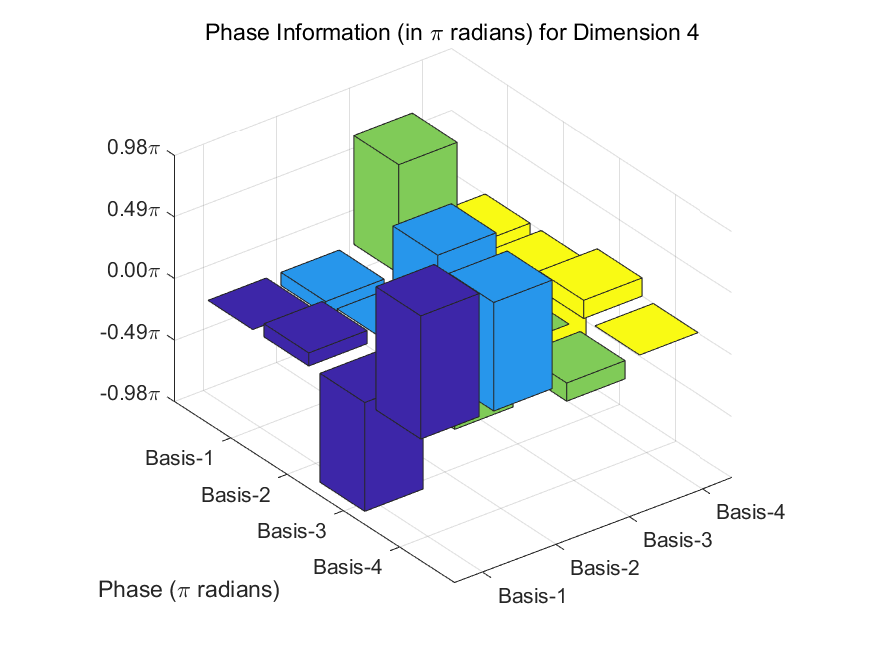 Phase Information (in π radians) for Dimension 4
0.98π
0.49π
0.00π
-0.49π
-0.98π
Basis-1
Basis-2
Basis-3
Basis-4
Phase (π radians)
Basis-4
Basis-3
Basis-2
Basis-1